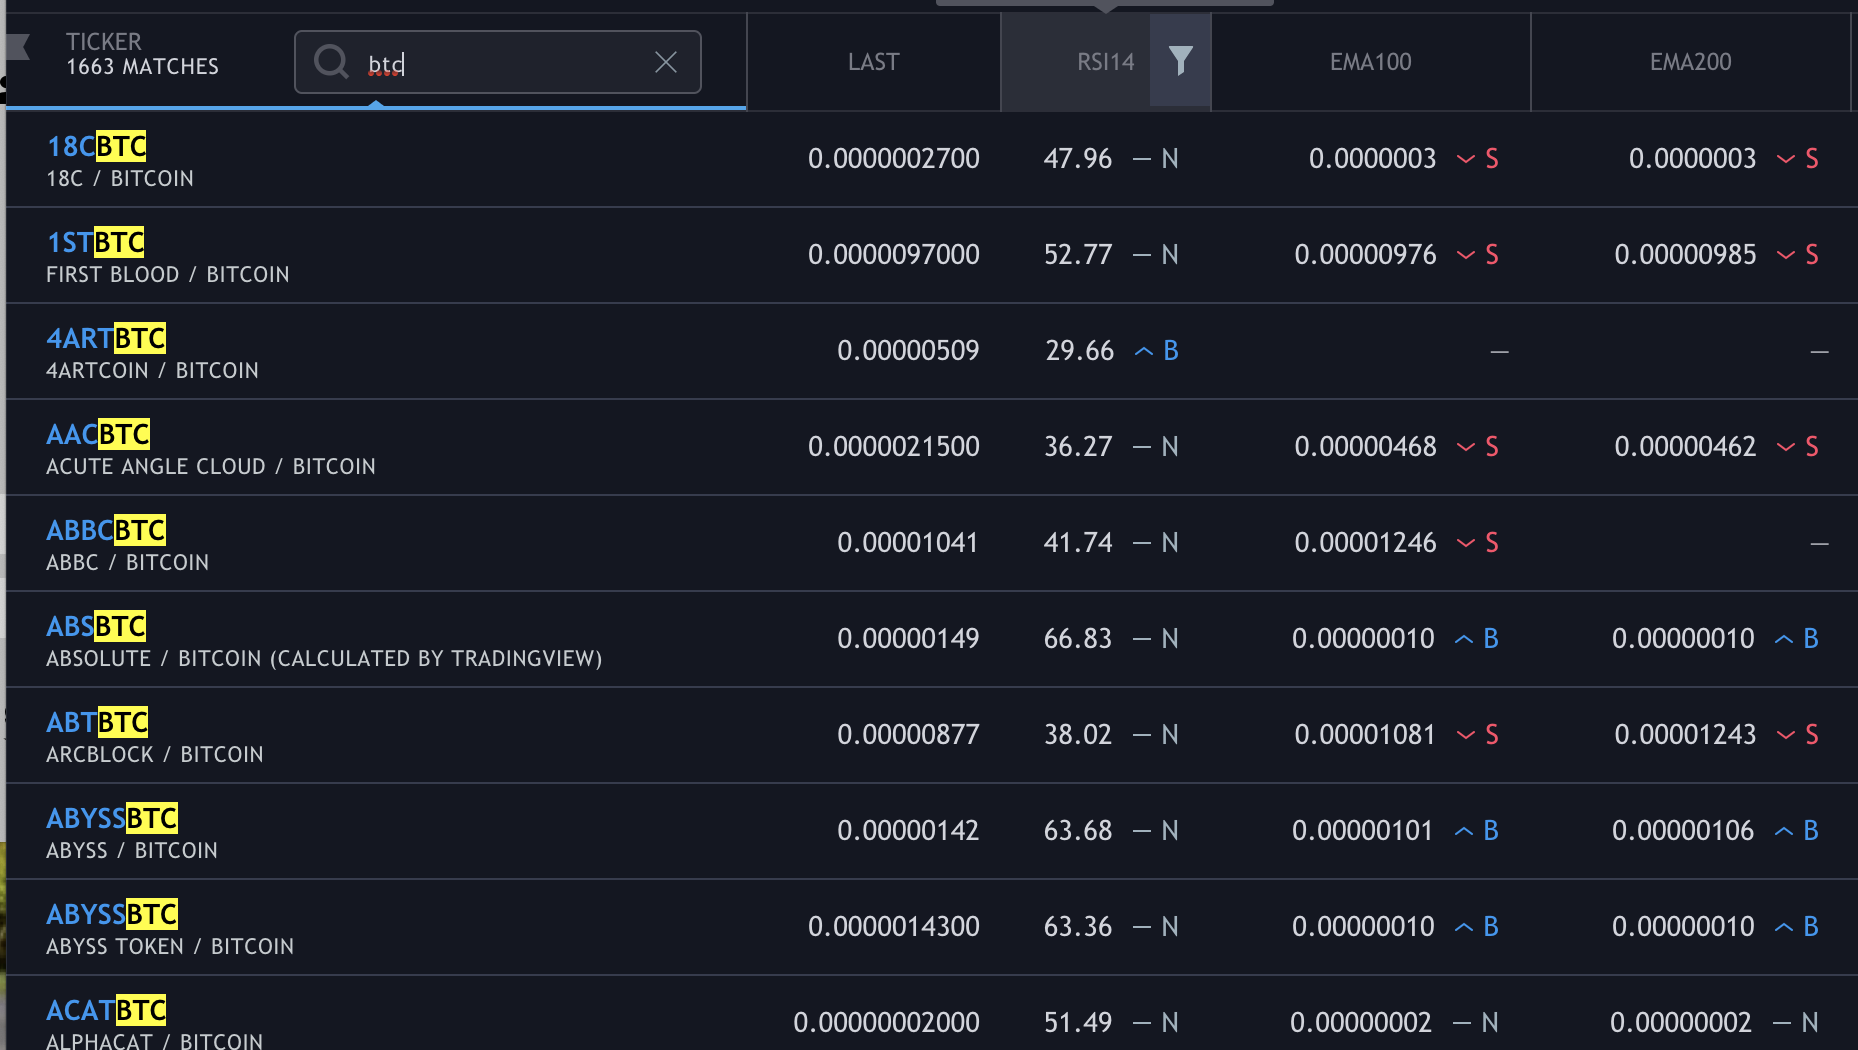 TICKER
1663 MATCHES
btc
LAST
RSI14
EMA100
EMA200
18CBTC
18C / BITCOIN
0.0000002700 47.96 — N 0.0000003 S 0.0000003 S
1STBTC
FIRST BLOOD / BITCOIN
0.0000097000 52.77 — N 0.00000976 S 0.00000985 S
4ARTBTC
4ARTCOIN / BITCOIN
0.00000509 29.66 B — —
AACBTC
ACUTE ANGLE CLOUD / BITCOIN
0.0000021500 36.27 — N 0.00000468 S 0.00000462 S
ABBCBTC
ABBC / BITCOIN
0.00001041 41.74 — N 0.00001246 S —
ABSBTC
ABSOLUTE / BITCOIN (CALCULATED BY TRADINGVIEW)
0.00000149 66.83 — N 0.00000010 B 0.00000010 B
ABTBTC
ARCBLOCK / BITCOIN
0.00000877 38.02 — N 0.00001081 S 0.00001243 S
ABYSSBTC
ABYSS / BITCOIN
0.00000142 63.68 — N 0.00000101 B 0.00000106 B
ABYSSBTC
ABYSS TOKEN / BITCOIN
0.0000014300 63.36 — N 0.00000010 B 0.00000010 B
ACATBTC
ALPHACAT / BITCOIN
0.00000002000 51.49 — N 0.00000002 — N 0.00000002 — N